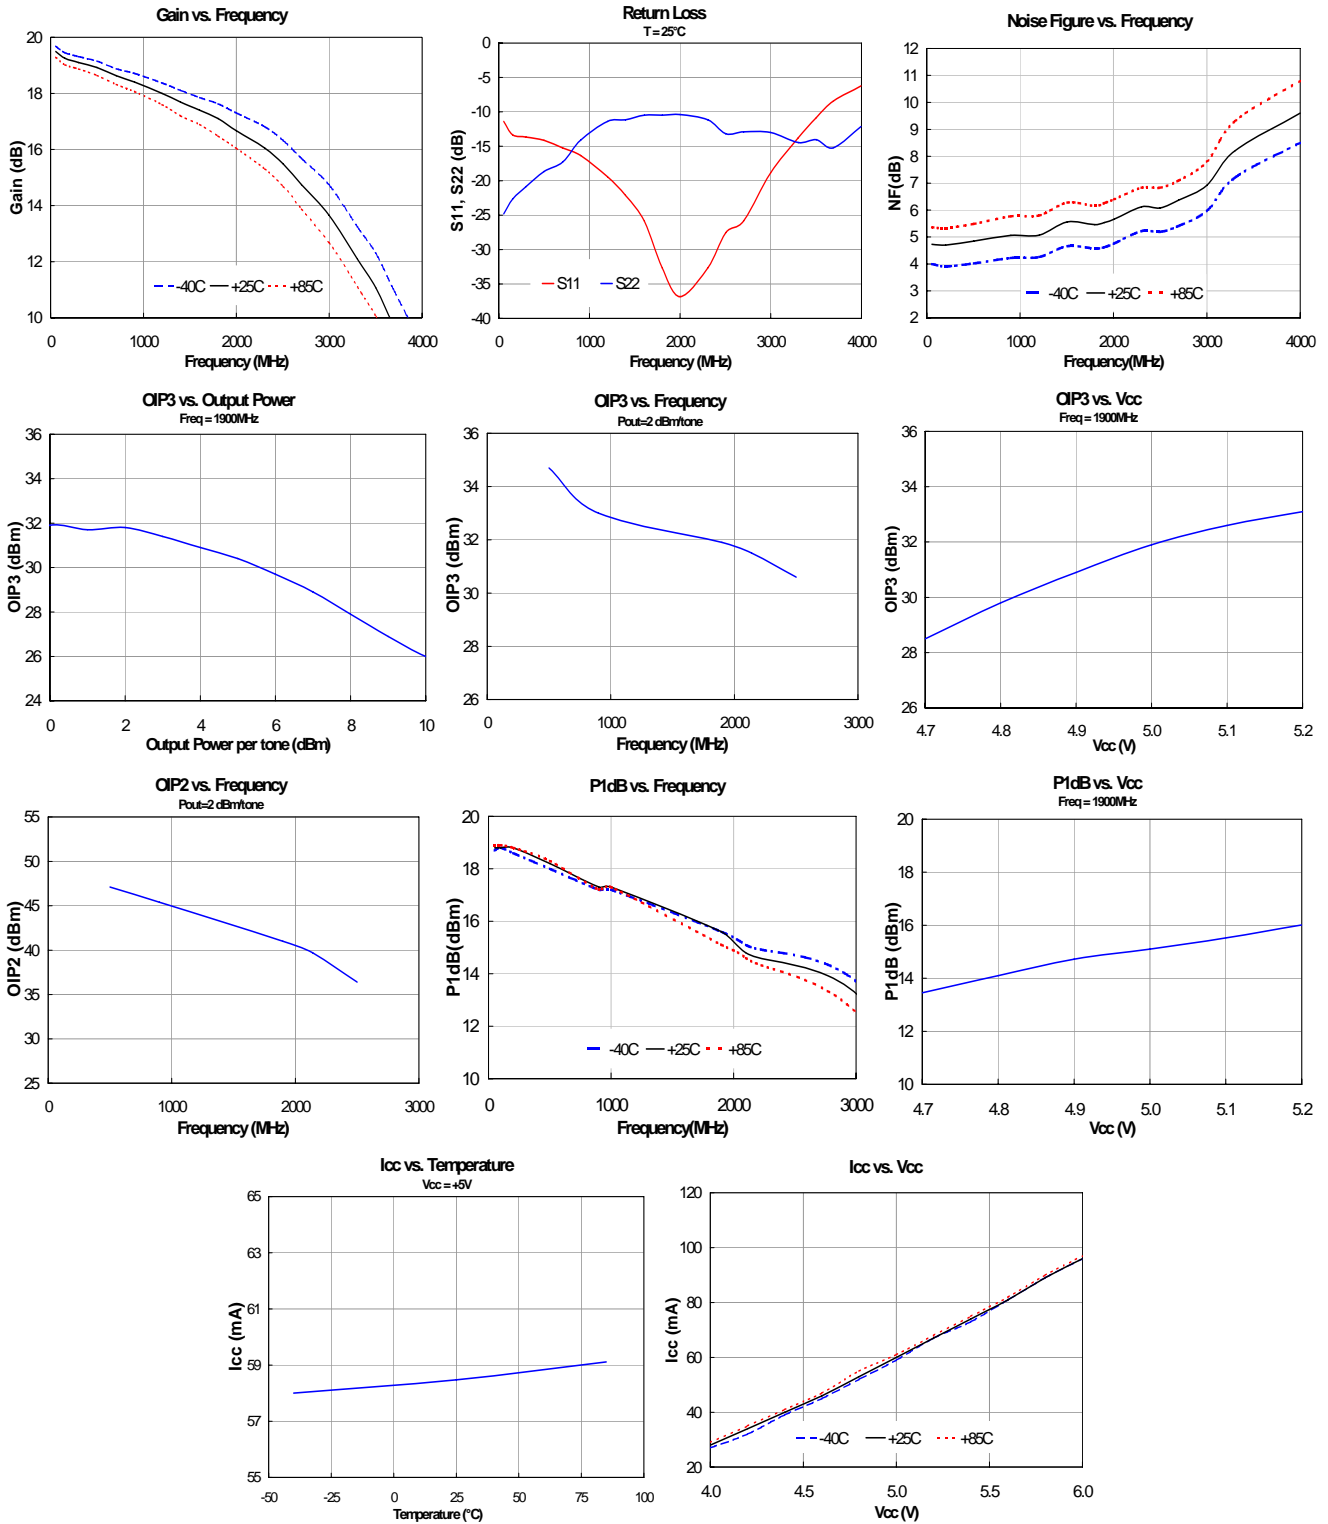 Gain vs. Frequency
20
18
16
14
12
10
Gain (dB)
-40C +25C +85C
0 1000 2000 3000 4000
Frequency (MHz)
Return Loss
T = 25°C
0
-5
-10
-15
-20
-25
-30
-35
-40
S11, S22 (dB)
S11 S22
0 1000 2000 3000 4000
Frequency (MHz)
Noise Figure vs. Frequency
12
11
10
9
8
7
6
5
4
3
2
NF(dB)
-40C +25C +85C
0 1000 2000 3000 4000
Frequency(MHz)
OIP3 vs. Output Power
Freq = 1900MHz
36
34
32
30
28
26
24
OIP3 (dBm)
0 2 4 6 8 10
Output Power per tone (dBm)
OIP3 vs. Frequency
Pout=2 dBm/tone
36
34
32
30
28
26
OIP3 (dBm)
0 1000 2000 3000
Frequency (MHz)
OIP3 vs. Vcc
Freq = 1900MHz
36
34
32
30
28
26
OIP3 (dBm)
4.7 4.8 4.9 5.0 5.1 5.2
Vcc (V)
OIP2 vs. Frequency
Pout=2 dBm/tone
55
50
45
40
35
30
25
OIP2 (dBm)
0 1000 2000 3000
Frequency (MHz)
P1dB vs. Frequency
20
18
16
14
12
10
P1dB(dBm)
-40C +25C +85C
0 1000 2000 3000
Frequency(MHz)
P1dB vs. Vcc
Freq = 1900MHz
20
18
16
14
12
10
P1dB (dBm)
4.7 4.8 4.9 5.0 5.1 5.2
Vcc (V)
Icc vs. Temperature
Vcc = +5V
65
63
61
59
57
55
Icc (mA)
-50 -25 0 25 50 75 100
Temperature (°C)
Icc vs. Vcc
120
100
80
60
40
20
Icc (mA)
-40C +25C +85C
4.0 4.5 5.0 5.5 6.0
Vcc (V)